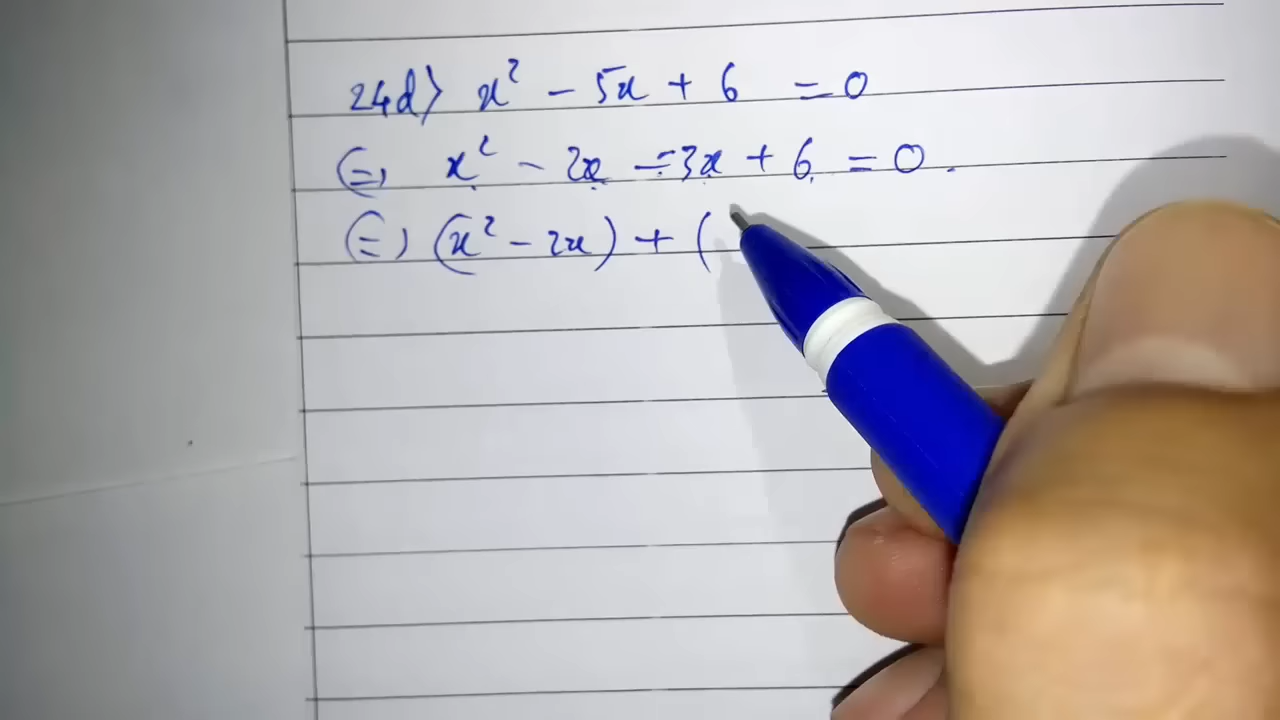 24d) x² - 5x + 6 = 0
(=) x² - 2x - 3x + 6 = 0.
(=) (x² - 2x) + (